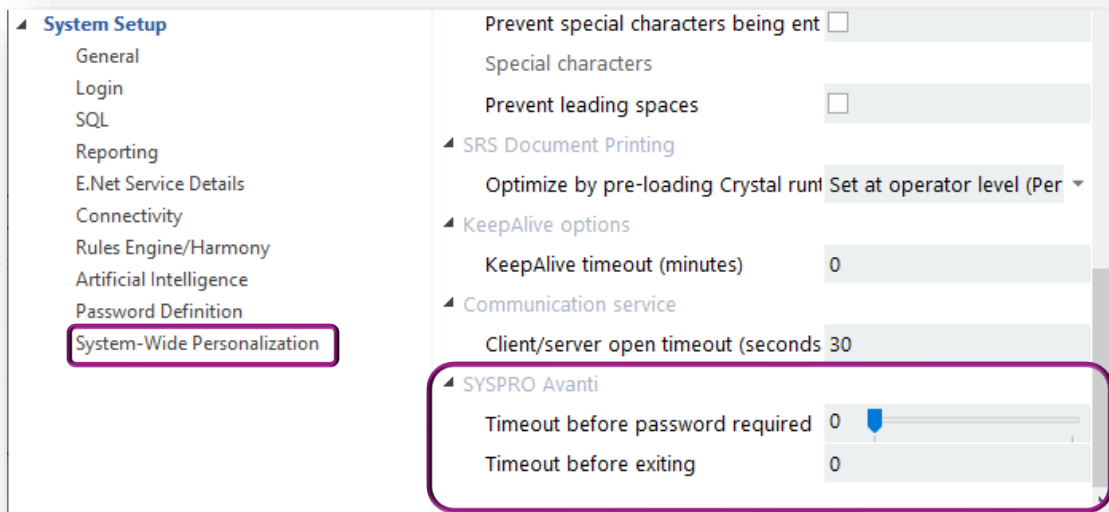 System Setup
General
Login
SQL
Reporting
E.Net Service Details
Connectivity
Rules Engine/Harmony
Artificial Intelligence
Password Definition
System-Wide Personalization
Prevent special characters being ent
Special characters
Prevent leading spaces
SRS Document Printing
Optimize by pre-loading Crystal runt Set at operator level (Per
KeepAlive options
KeepAlive timeout (minutes) 0
Communication service
Client/server open timeout (seconds 30
SYSPRO Avanti
Timeout before password required 0
Timeout before exiting 0